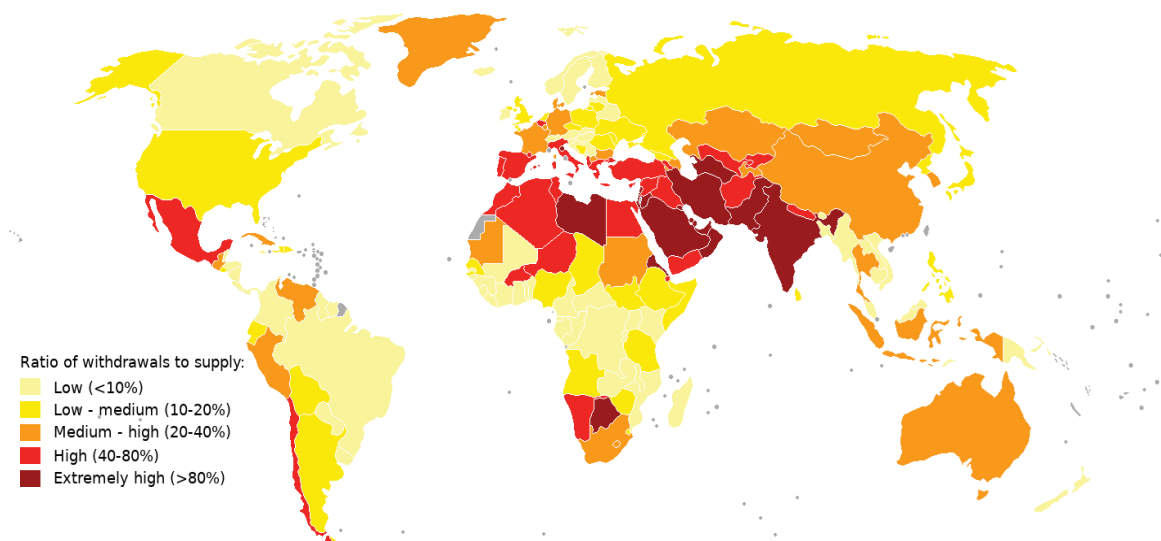 Ratio of withdrawals to supply:
Low (<10%)
Low - medium (10-20%)
Medium - high (20-40%)
High (40-80%)
Extremely high (>80%)